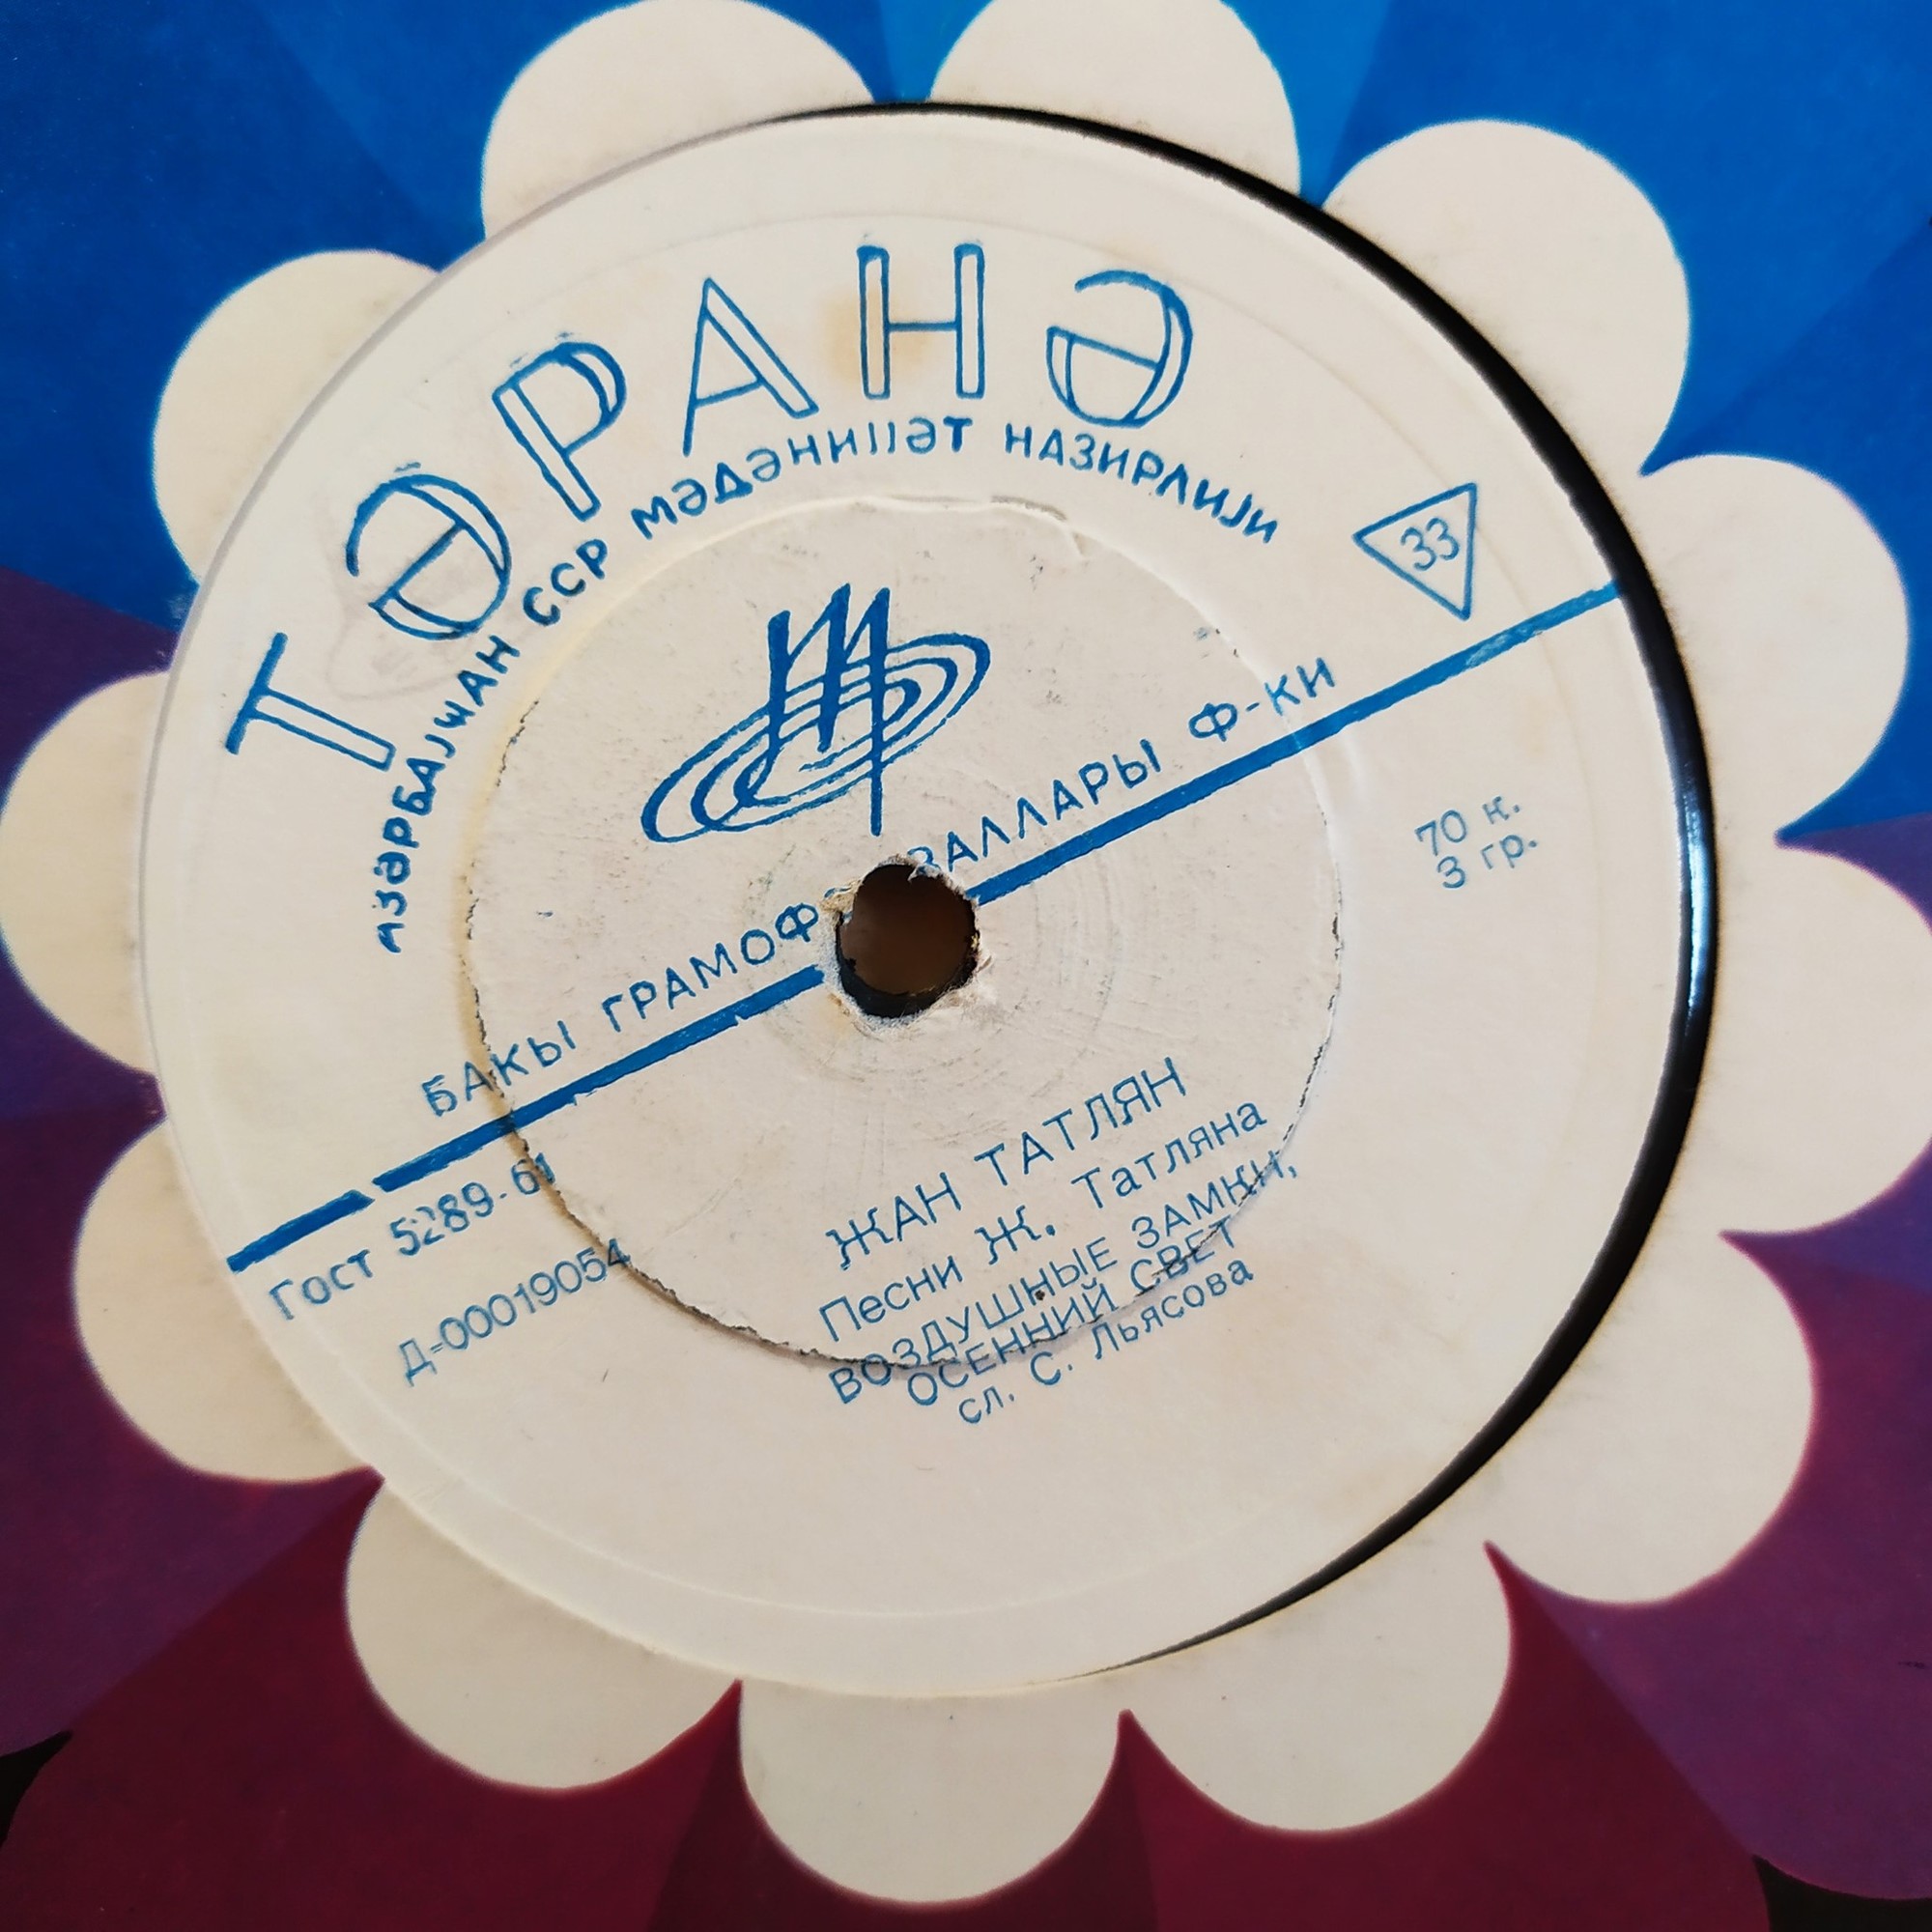 ТӘРАНӘ
АЗӘРБАЈҸАН ССР МӘДӘНИЈЈӘТ НАЗИРЛИЈИ
33
БАКЫ ГРАМОФ ВАЛЛАРЫ Ф-КИ
70 к.
3 гр.
Гост 5289-61
Д-00019054
ЖАН ТАТЛЯН
Песни Ж. Татляна
ВОЗДУШНЫЕ ЗАМКИ,
ОСЕННИЙ СВЕТ
сл. С. Льясова